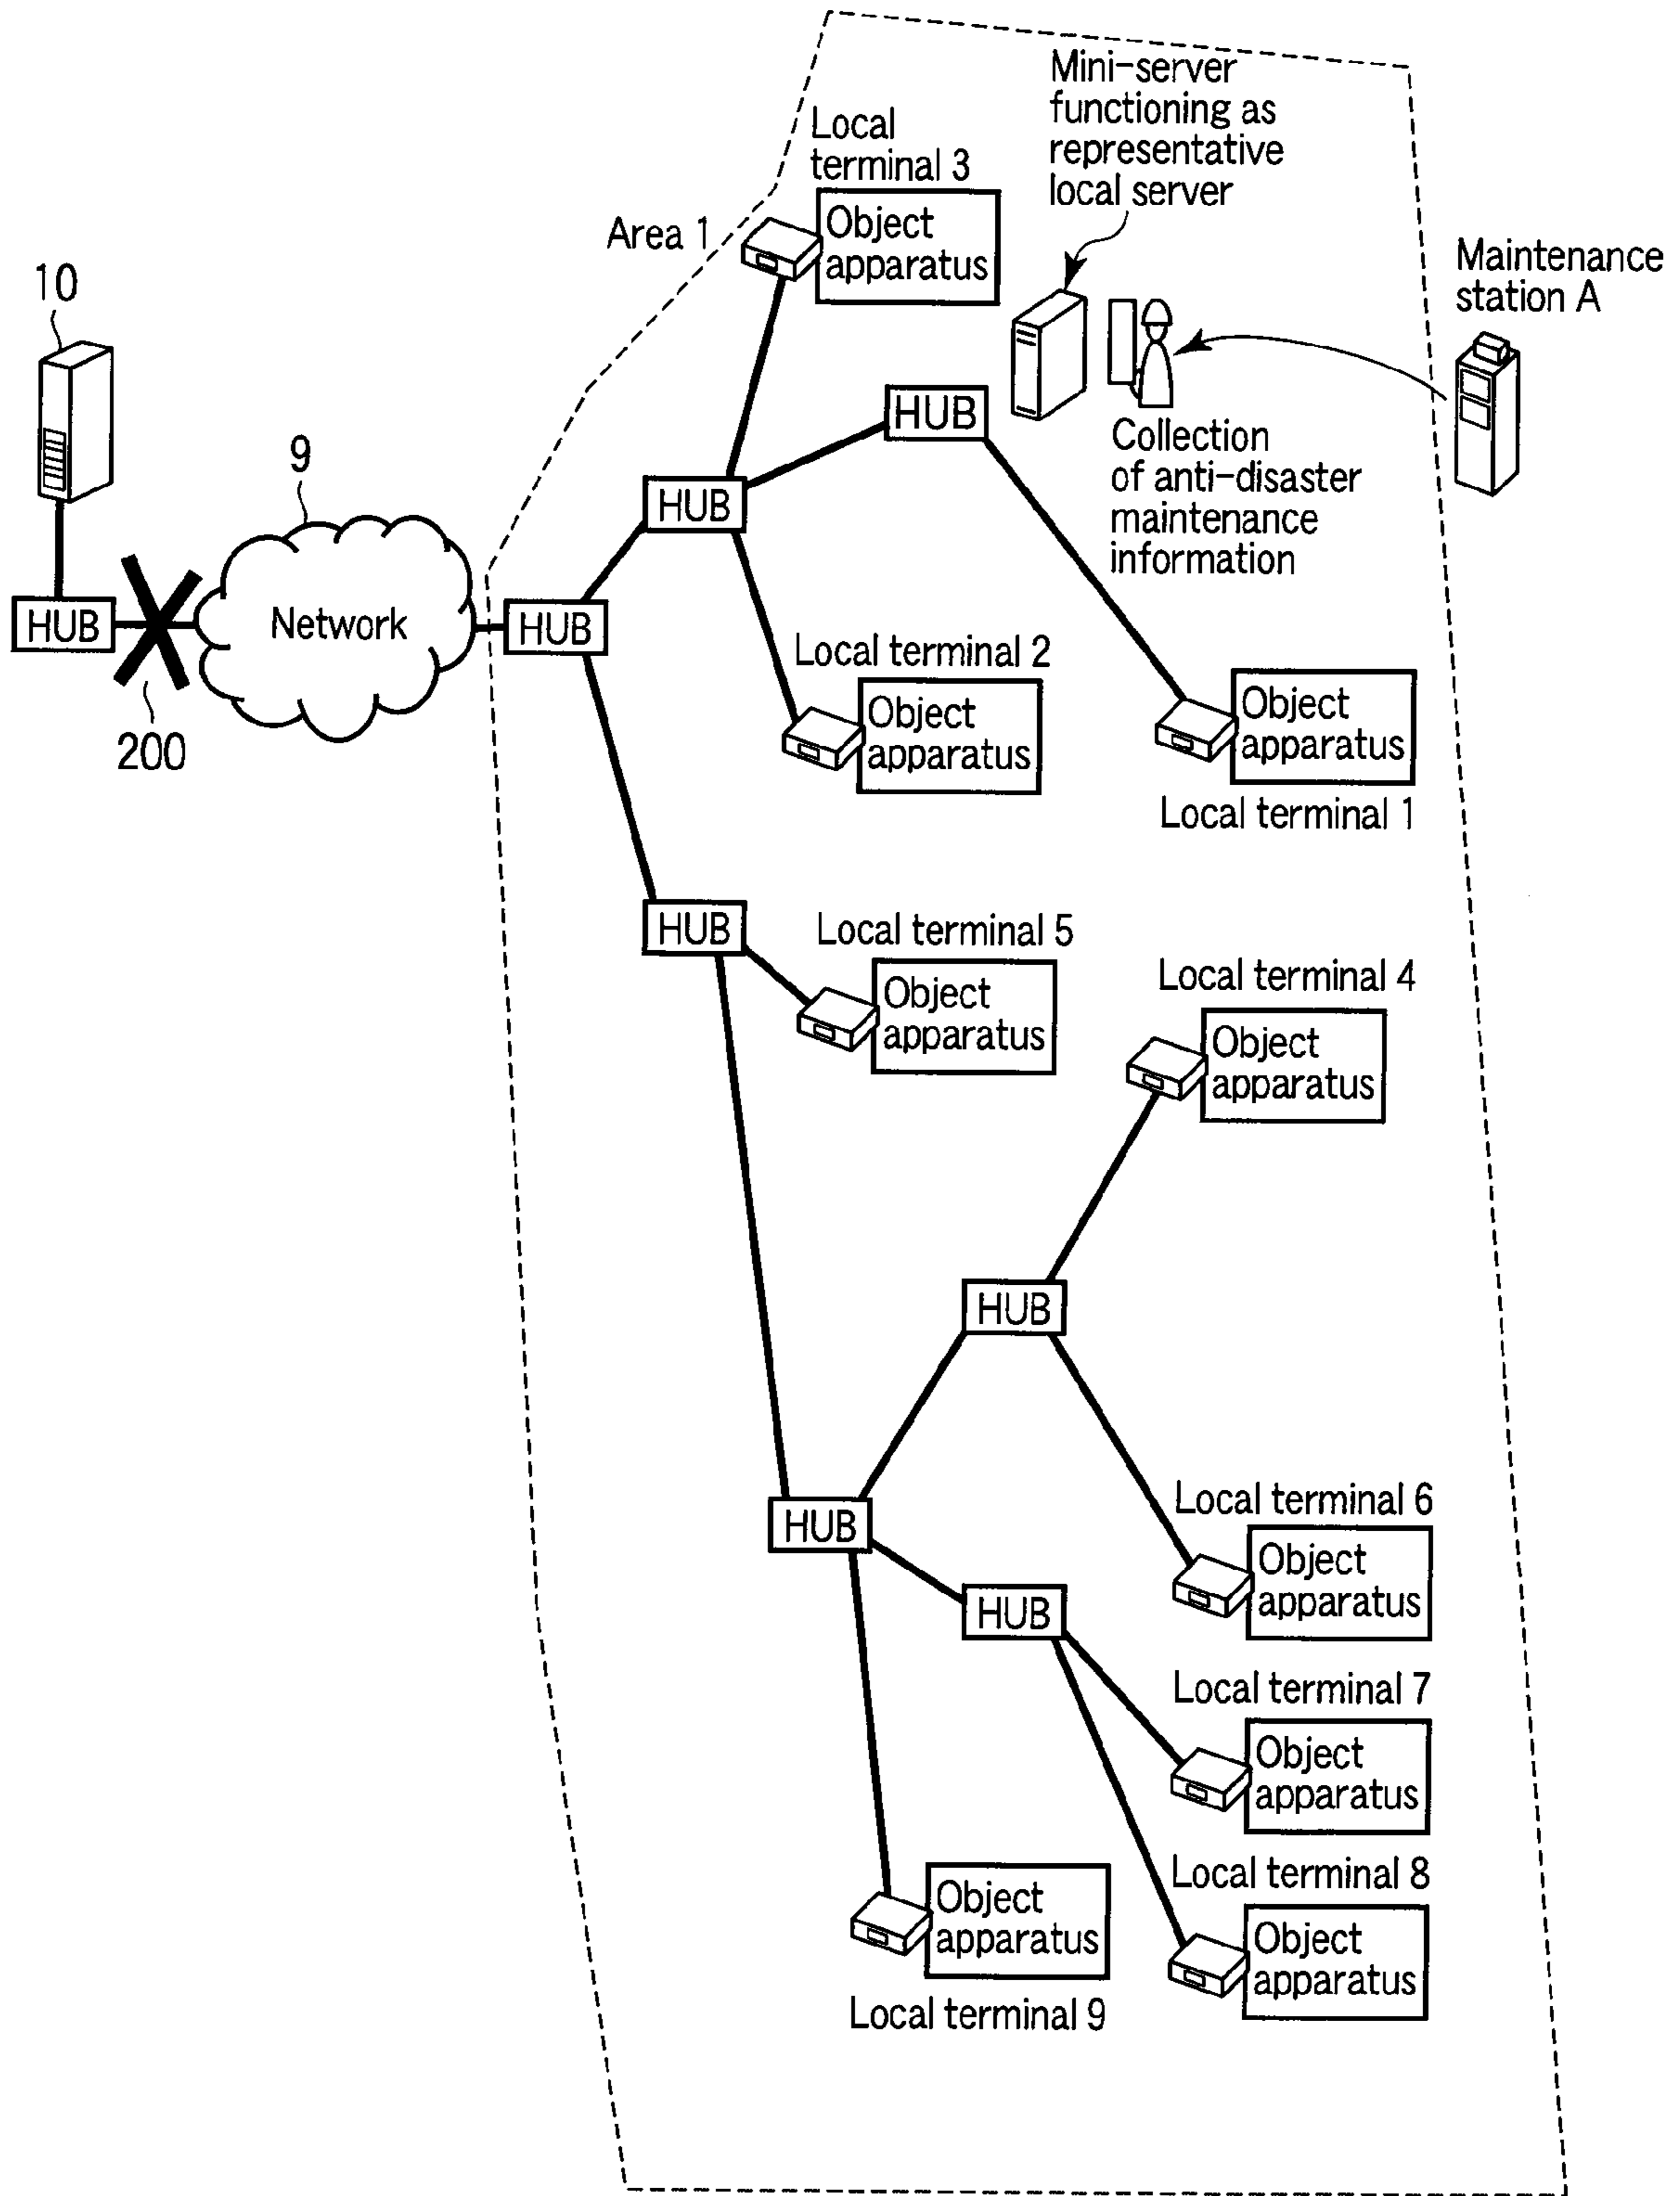 Mini-server
functioning as
representative
local server
Local
terminal 3
Area 1
Object
apparatus
Maintenance
station A
10
HUB
Collection
of anti-disaster
maintenance
information
9
HUB
HUB
Network
HUB
200
Local terminal 2
Object
apparatus
Object
apparatus
Local terminal 1
HUB
Local terminal 5
Object
apparatus
Local terminal 4
Object
apparatus
HUB
Local terminal 6
HUB
Object
apparatus
HUB
Local terminal 7
Object
apparatus
Local terminal 8
Object
apparatus
Object
apparatus
Local terminal 9